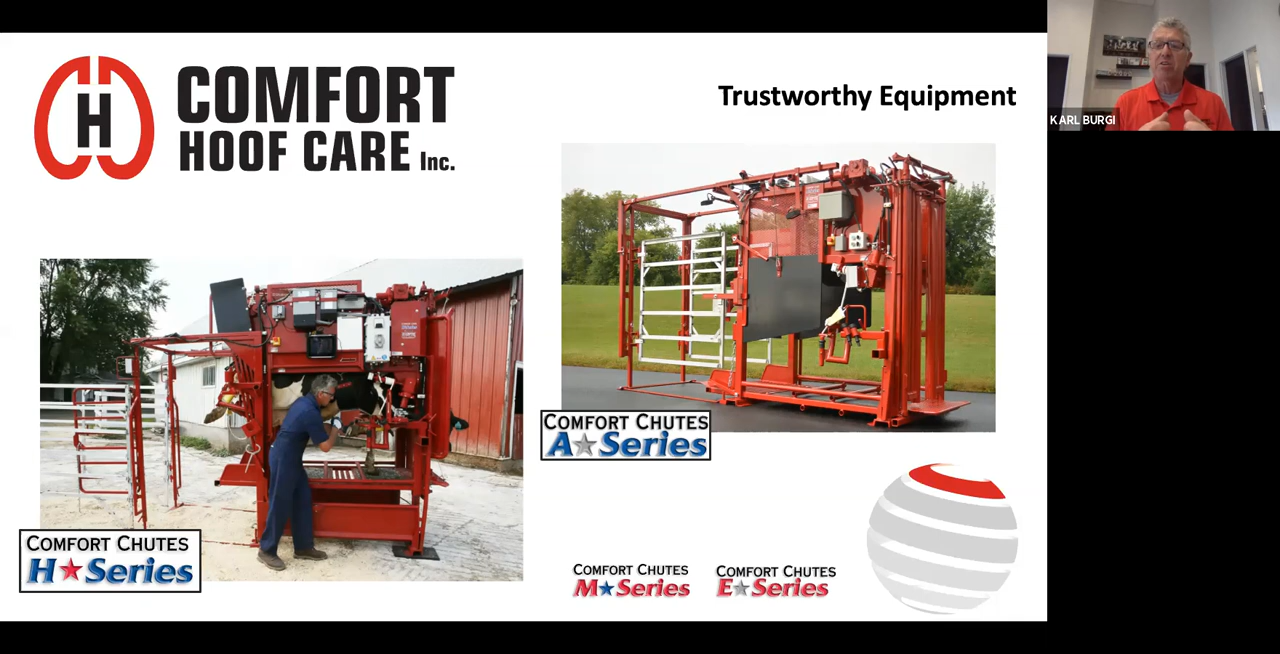 H
COMFORT
HOOF CARE Inc.
Trustworthy Equipment
KARL BURGI
COMFORT CHUTES
A★Series
COMFORT CHUTES
H★Series
COMFORT CHUTES
M★Series
COMFORT CHUTES
E★Series